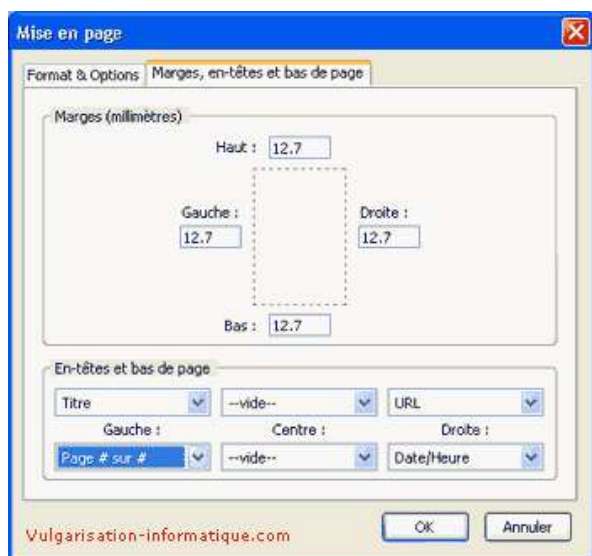 Mise en page
Format & Options Marges, en-têtes et bas de page
Marges (millimètres)
Haut : 12.7
Gauche : Droite :
12.7 12.7
Bas : 12.7
En-têtes et bas de page
Titre --vide-- URL
Gauche : Centre : Droite :
Page # sur # --vide-- Date/Heure
Vulgarisation-informatique.com OK Annuler